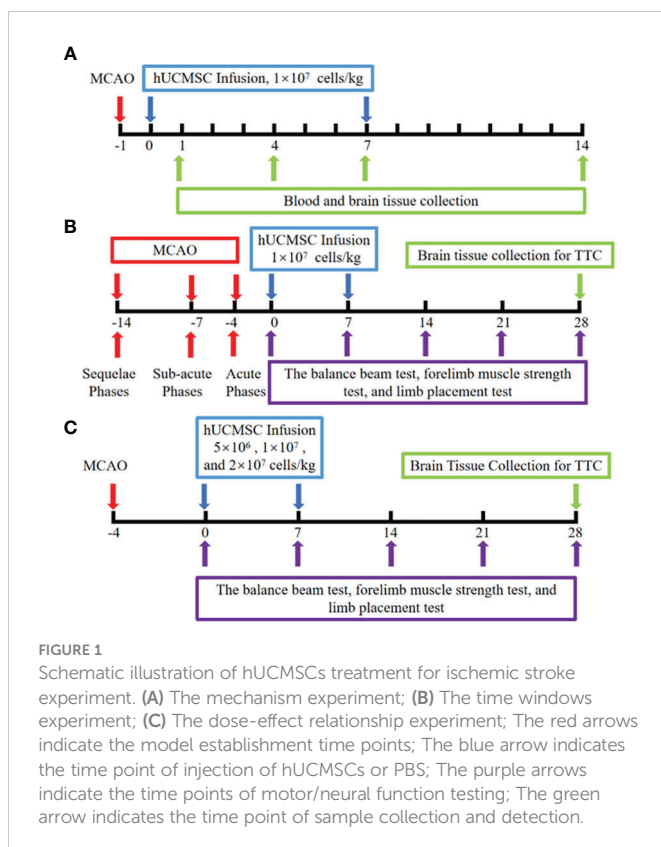 A
MCAO
hUCMSC Infusion, 1×10⁷ cells/kg
-1 0 1 4 7 14
Blood and brain tissue collection
B
MCAO
hUCMSC Infusion
1×10⁷ cells/kg
Brain tissue collection for TTC
-14 -7 -4 0 7 14 21 28
Sequelae
Phases
Sub-acute
Phases
Acute
Phases
The balance beam test, forelimb muscle strength
test, and limb placement test
C
hUCMSC Infusion
5×10⁶ , 1×10⁷ ,
and 2×10⁷ cells/kg
MCAO
Brain Tissue Collection for TTC
-4 0 7 14 21 28
The balance beam test, forelimb muscle strength test, and
limb placement test
FIGURE 1
Schematic illustration of hUCMSCs treatment for ischemic stroke
experiment. (A) The mechanism experiment; (B) The time windows
experiment; (C) The dose-effect relationship experiment; The red arrows
indicate the model establishment time points; The blue arrow indicates
the time point of injection of hUCMSCs or PBS; The purple arrows
indicate the time points of motor/neural function testing; The green
arrow indicates the time point of sample collection and detection.